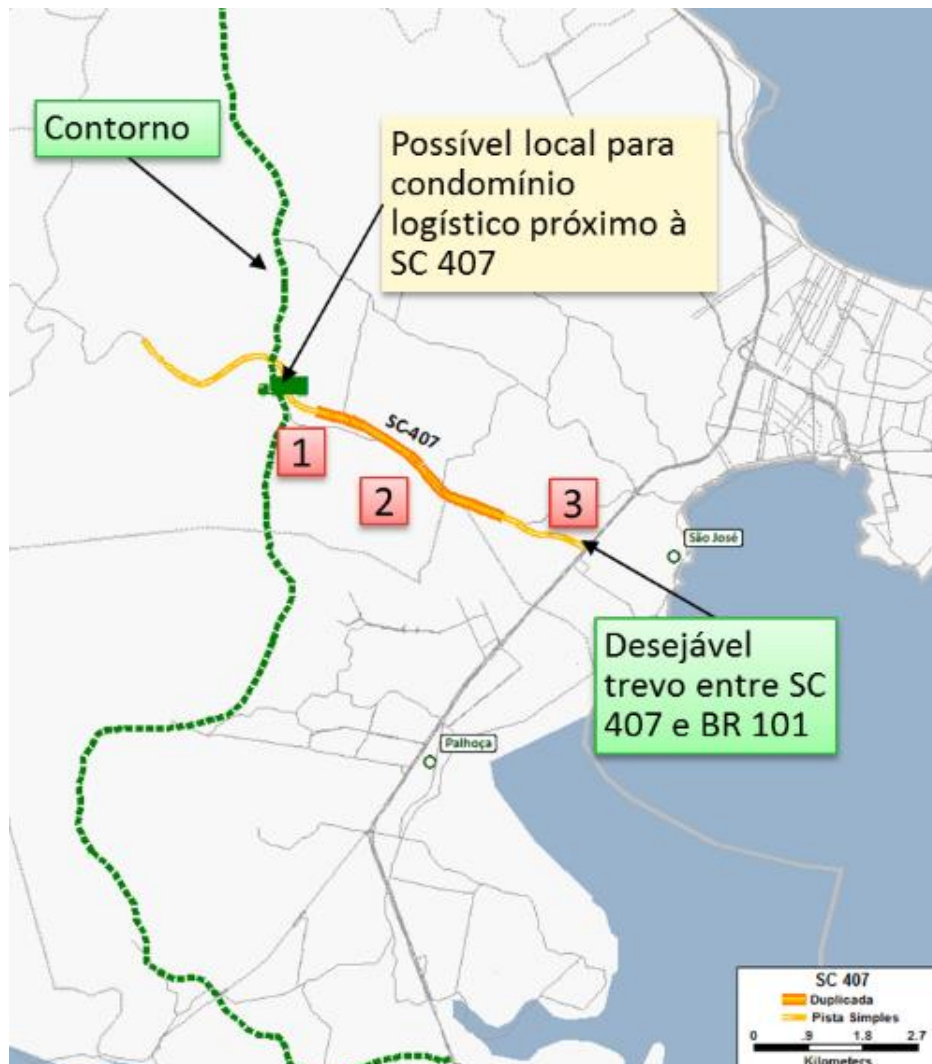 Contorno
Possível local para
condomínio
logístico próximo à
SC 407
SC-407
1
2
3
São José
Desejável
trevo entre SC
407 e BR 101
Palhoça
SC 407
Duplicada
Pista Simples
0 .9 1.8 2.7
Kilometers